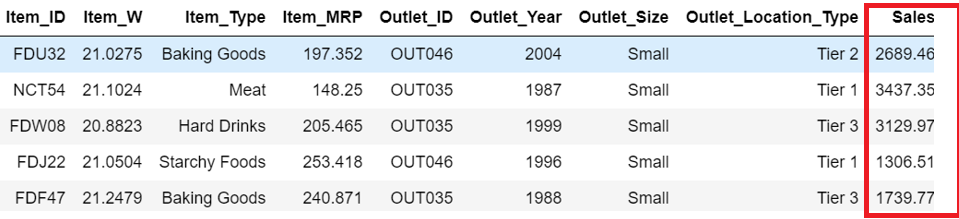 Item_ID Item_W Item_Type Item_MRP Outlet_ID Outlet_Year Outlet_Size Outlet_Location_Type Sales
FDU32 21.0275 Baking Goods 197.352 OUT046 2004 Small Tier 2 2689.46
NCT54 21.1024 Meat 148.25 OUT035 1987 Small Tier 1 3437.35
FDW08 20.8823 Hard Drinks 205.465 OUT035 1999 Small Tier 3 3129.97
FDJ22 21.0504 Starchy Foods 253.418 OUT046 1996 Small Tier 1 1306.51
FDF47 21.2479 Baking Goods 240.871 OUT035 1988 Small Tier 3 1739.77